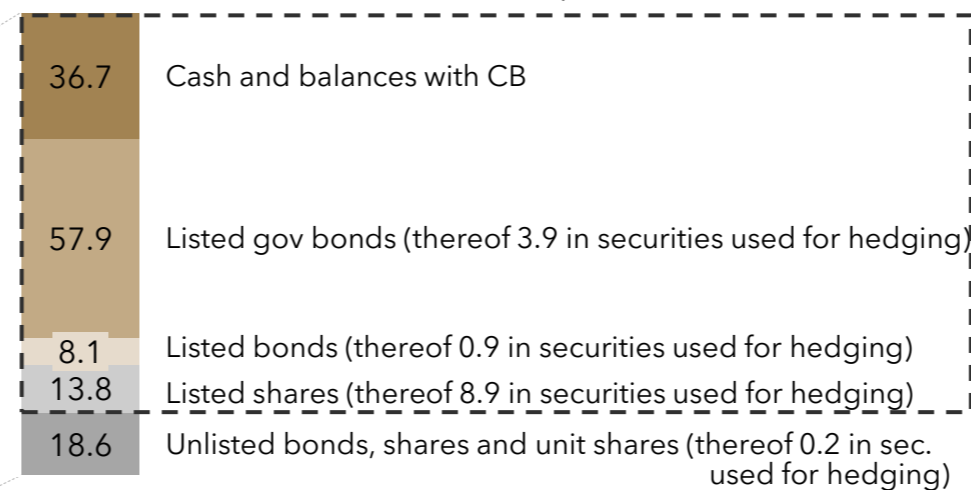 36.7 Cash and balances with CB
57.9 Listed gov bonds (thereof 3.9 in securities used for hedging)
8.1 Listed bonds (thereof 0.9 in securities used for hedging)
13.8 Listed shares (thereof 8.9 in securities used for hedging)
18.6 Unlisted bonds, shares and unit shares (thereof 0.2 in sec.
used for hedging)